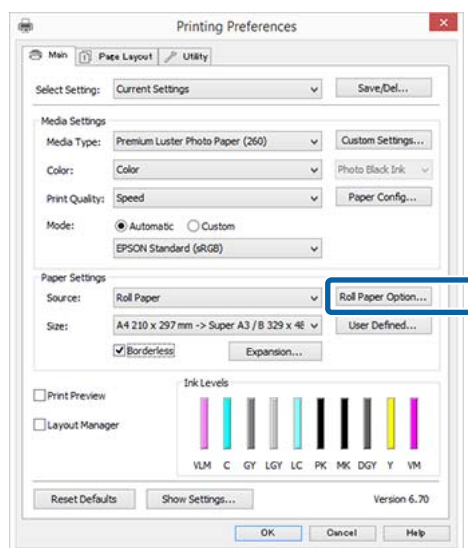 Printing Preferences
Main Page Layout Utility
Select Setting: Current Settings Save/Del...
Media Settings
Media Type: Premium Luster Photo Paper (260) Custom Settings...
Color: Color Photo Black Ink
Print Quality: Speed Paper Config...
Mode: Automatic Custom
EPSON Standard (sRGB)
Paper Settings
Source: Roll Paper Roll Paper Option...
Size: A4 210 x 297 mm -> Super A3 / B 329 x 48 User Defined...
Borderless Expansion...
Ink Levels
Print Preview
Layout Manager
VLM C GY LGY LC PK MK DGY Y VM
Reset Defaults Show Settings... Version 6.70
OK Cancel Help